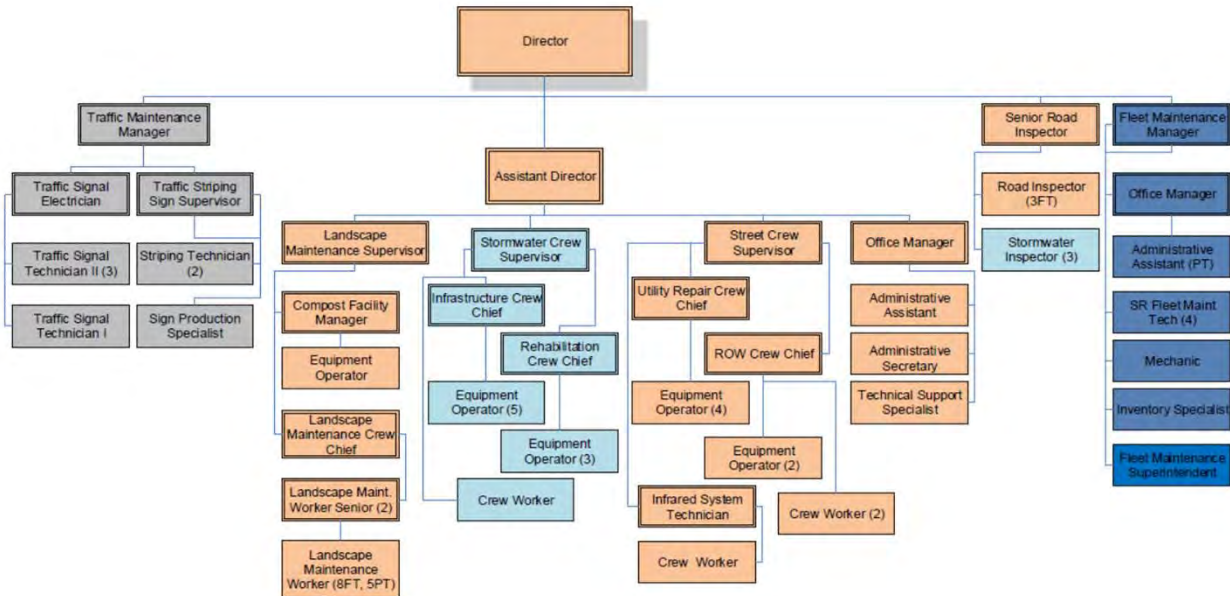 Director
Traffic Maintenance
Manager
Senior Road
Inspector
Fleet Maintenance
Manager
Assistant Director
Traffic Signal
Electrician
Traffic Striping
Sign Supervisor
Road Inspector
(3FT)
Office Manager
Landscape
Maintenance Supervisor
Stormwater Crew
Supervisor
Street Crew
Supervisor
Office Manager
Stormwater
Inspector (3)
Administrative
Assistant (PT)
Traffic Signal
Technician II (3)
Striping Technician
(2)
Compost Facility
Manager
Infrastructure Crew
Chief
Utility Repair Crew
Chief
Administrative
Assistant
SR Fleet Maint
Tech (4)
Traffic Signal
Technician I
Sign Production
Specialist
Equipment
Operator
Rehabilitation
Crew Chief
ROW Crew Chief
Administrative
Secretary
Mechanic
Equipment
Operator (5)
Equipment
Operator (4)
Technical Support
Specialist
Inventory Specialist
Landscape
Maintenance Crew
Chief
Equipment
Operator (3)
Equipment
Operator (2)
Fleet Maintenance
Superintendent
Landscape Maint.
Worker Senior (2)
Crew Worker
Infrared System
Technician
Crew Worker (2)
Landscape
Maintenance
Worker (8FT, 5PT)
Crew Worker